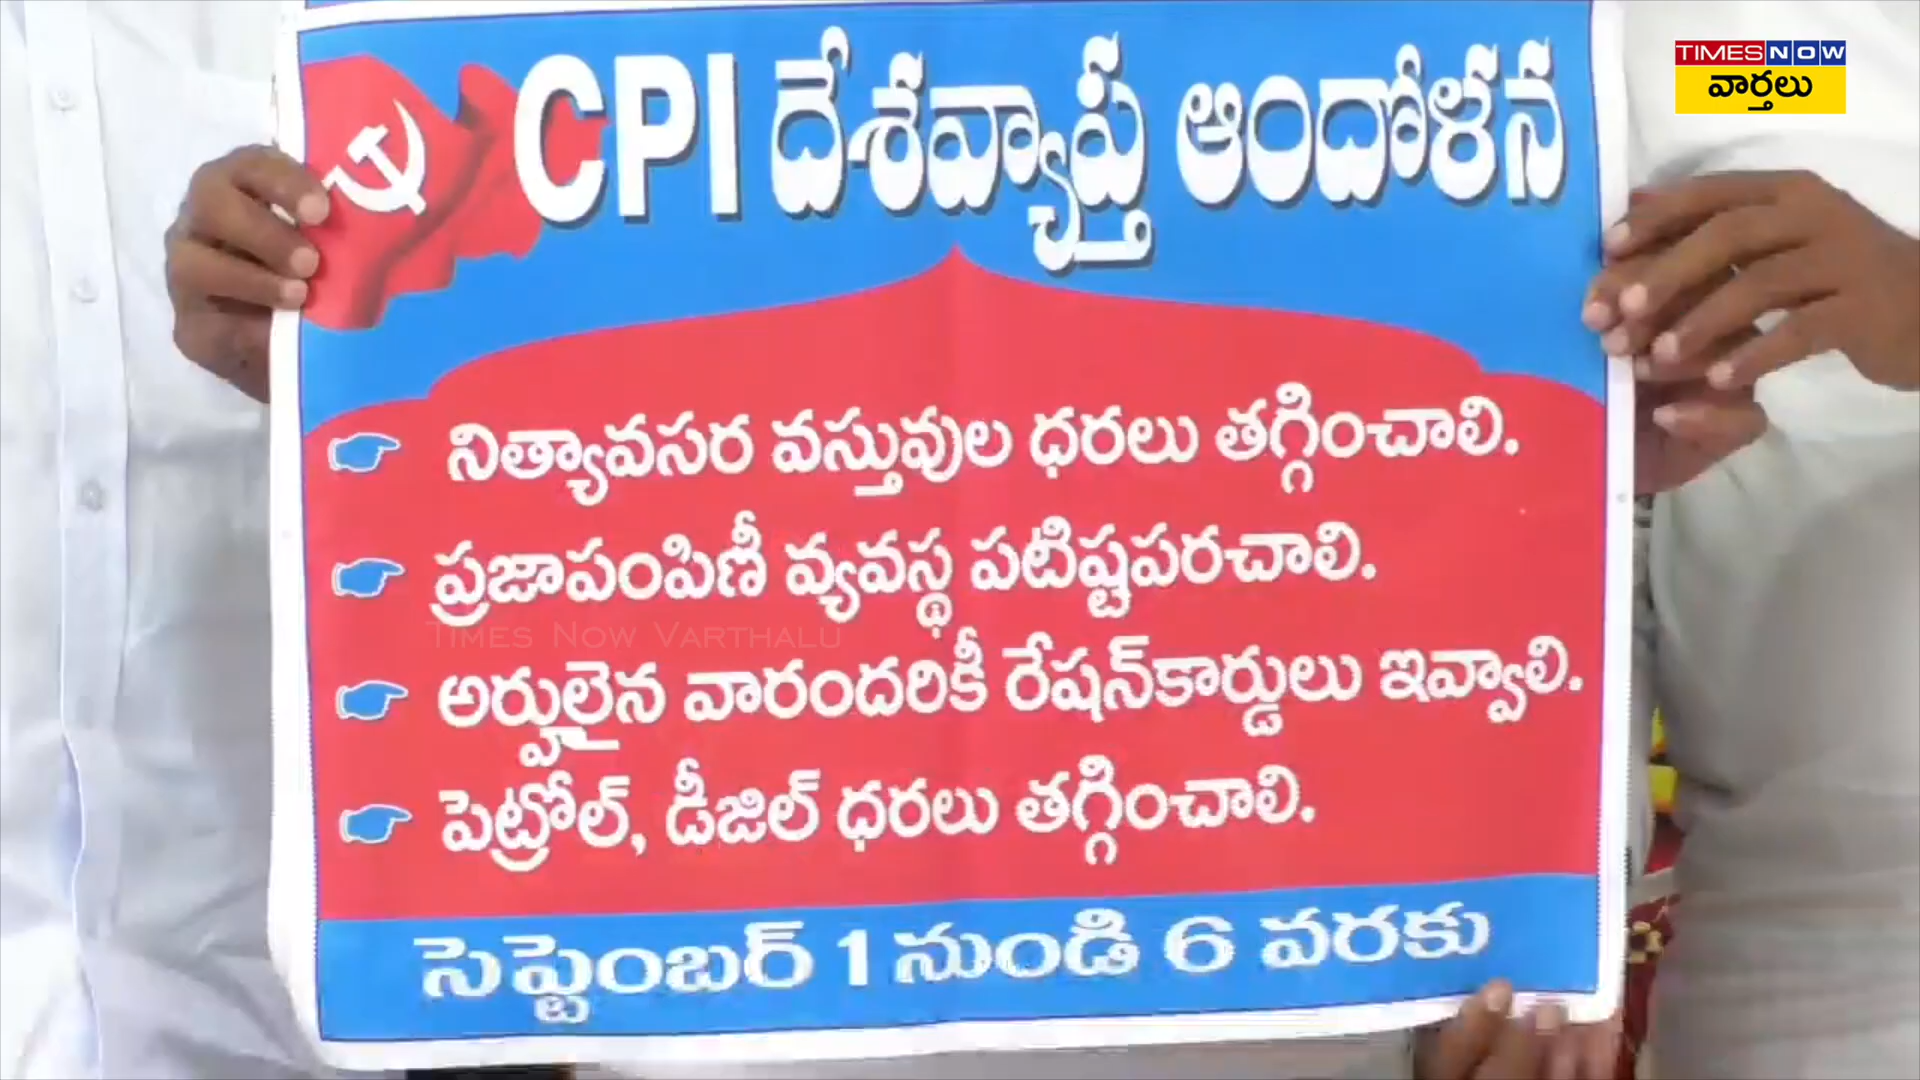 TIMES NOW
వార్తలు
CPI దేశవ్యాప్త ఆందోళన
నిత్యావసర వస్తువుల ధరలు తగ్గించాలి.
ప్రజాపంపిణీ వ్యవస్థ పటిష్టపరచాలి.
TIMES NOW VARTHALU
అర్హులైన వారందరికీ రేషన్‌కార్డులు ఇవ్వాలి.
పెట్రోల్, డీజిల్ ధరలు తగ్గించాలి.
సెప్టెంబర్ 1 నుండి 6 వరకు